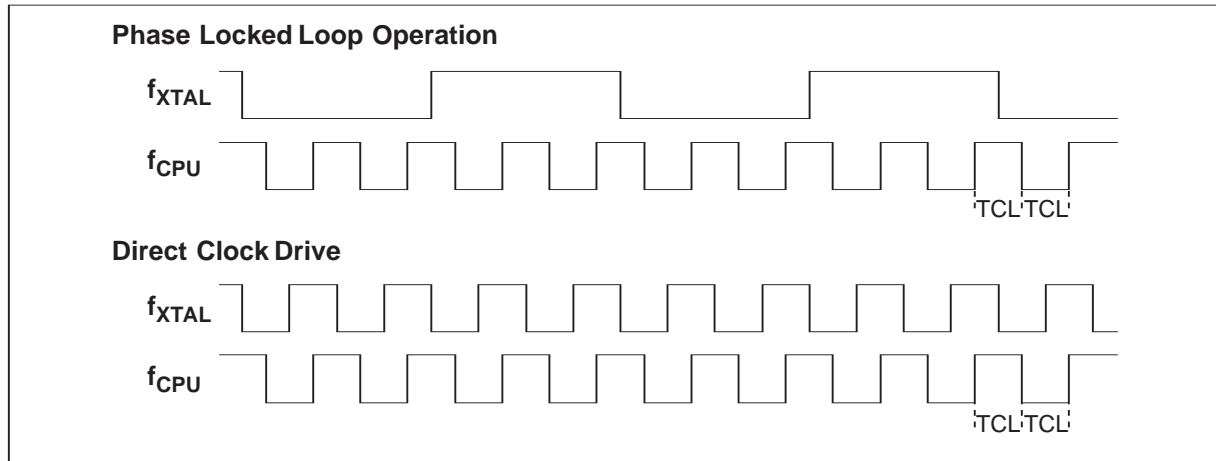 Phase Locked Loop Operation
fXTAL
fCPU
TCL TCL
Direct Clock Drive
fXTAL
fCPU
TCL TCL